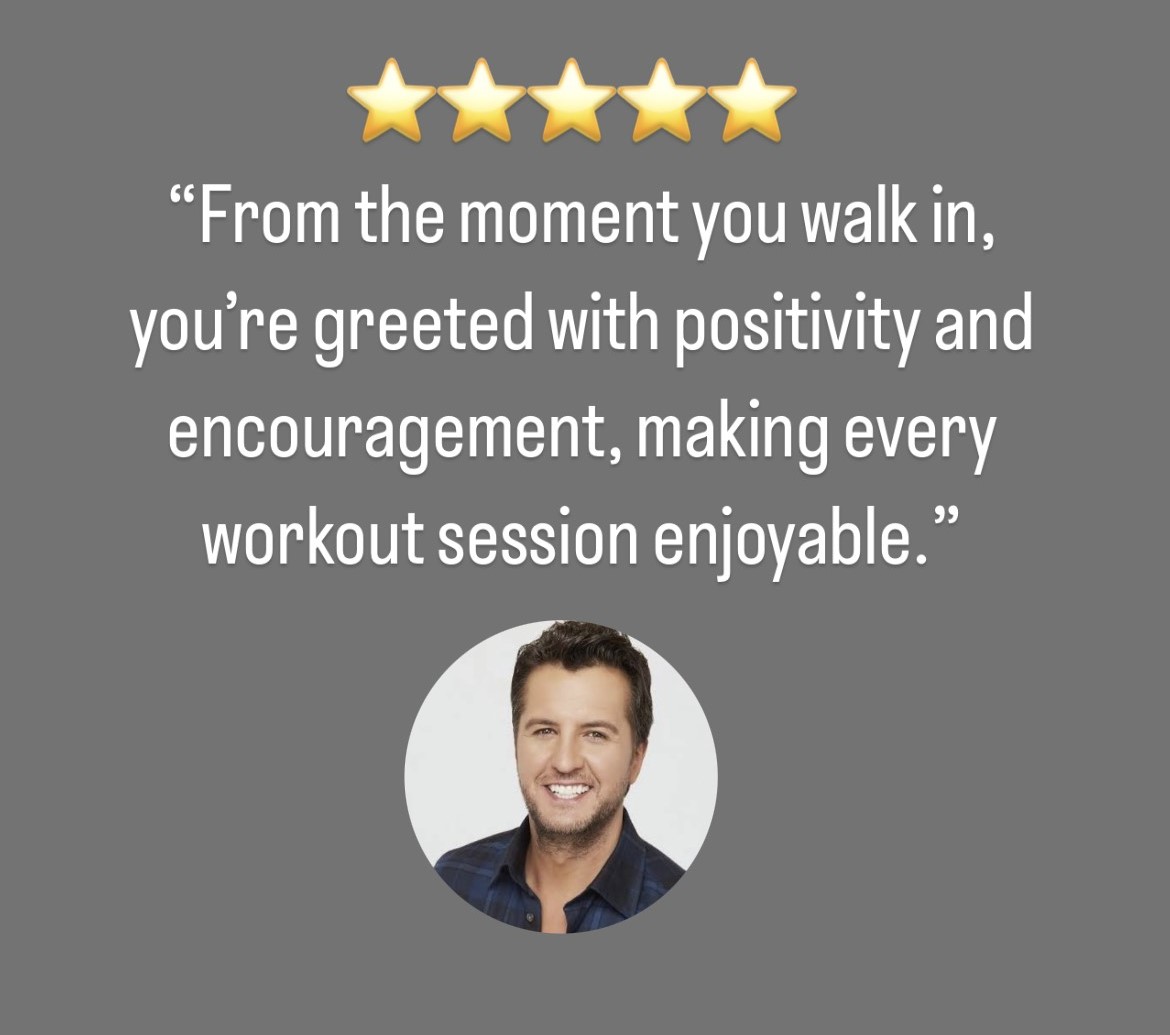 ⭐⭐⭐⭐⭐
“From the moment you walk in,
you’re greeted with positivity and
encouragement, making every
workout session enjoyable.”